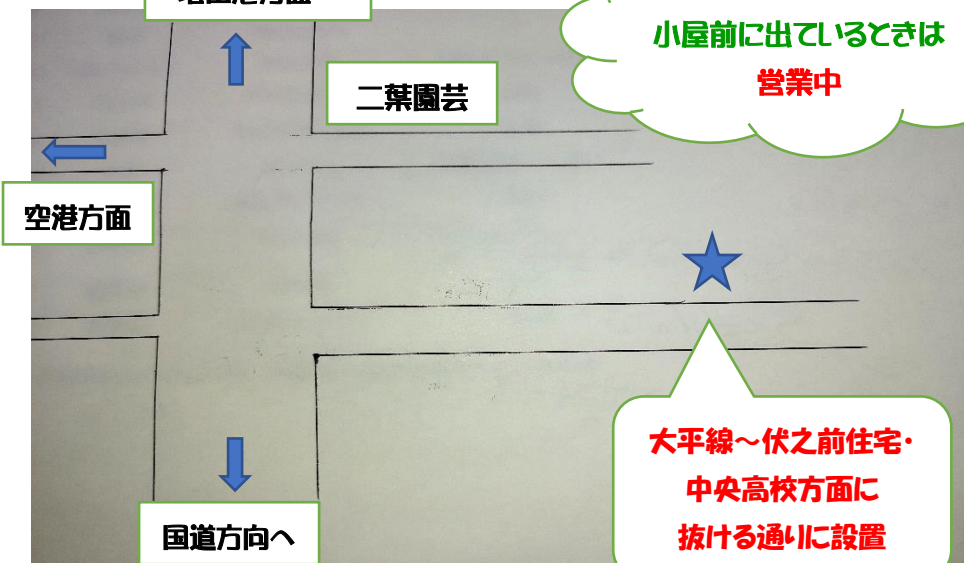 小屋前に出ているときは
営業中
二葉園芸
空港方面
大平線～伏之前住宅・
中央高校方面に
抜ける通りに設置
国道方向へ